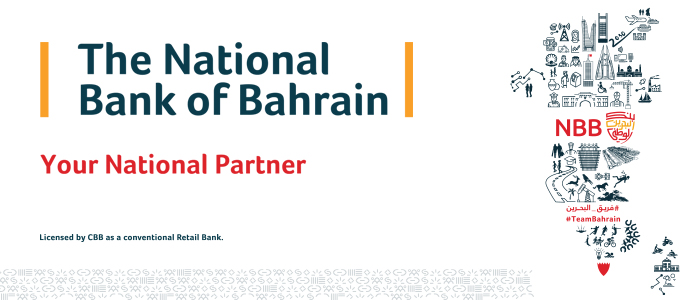 The National
Bank of Bahrain
Your National Partner
Licensed by CBB as a conventional Retail Bank.
NBB
#فريق_البحرين
#TeamBahrain